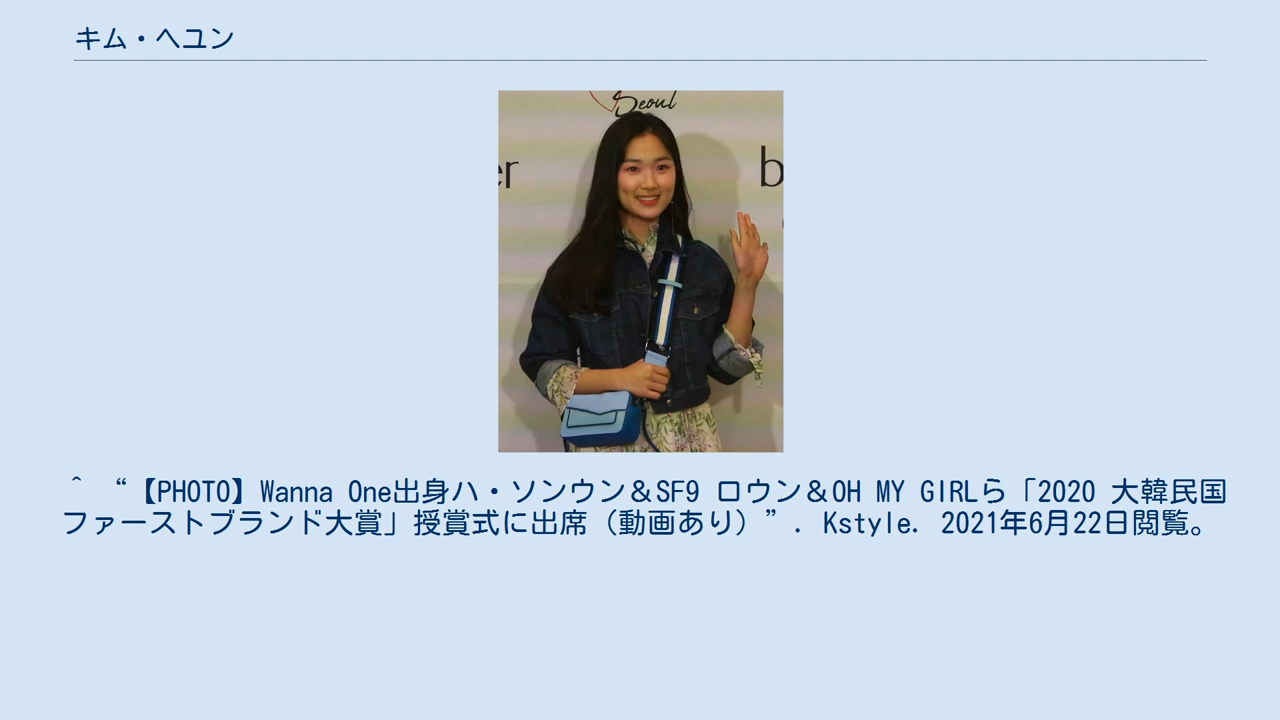 キム・ヘユン
Seoul
er
b
^ “【PHOTO】Wanna One出身ハ・ソンウン＆SF9 ロウン＆OH MY GIRLら「2020 大韓民国
ファーストブランド大賞」授賞式に出席（動画あり）”. Kstyle. 2021年6月22日閲覧。